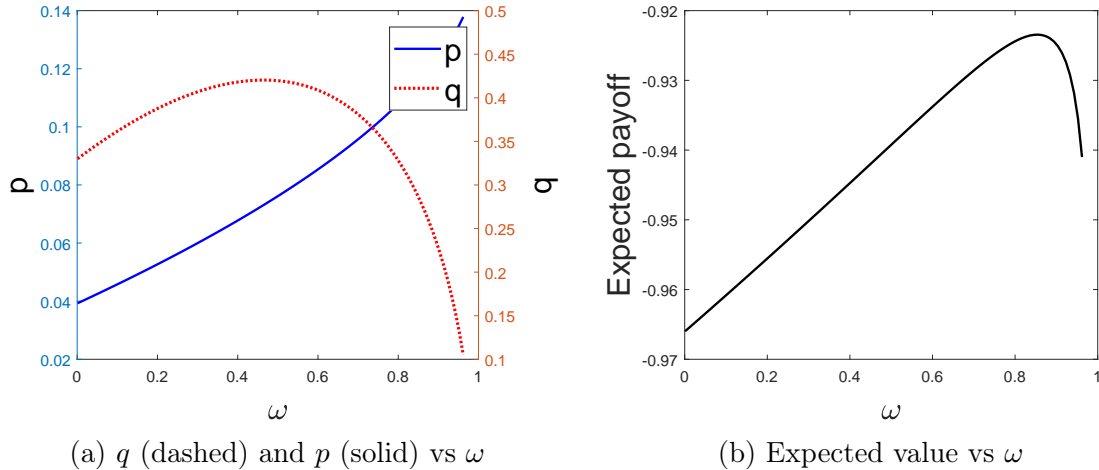 0.14
0.12
0.1
0.08
0.06
0.04
0.02
p
0.5
0.45
0.4
0.35
0.3
0.25
0.2
0.15
0.1
q
p
q
0 0.2 0.4 0.6 0.8 1
ω
(a) q (dashed) and p (solid) vs ω
-0.92
-0.93
-0.94
-0.95
-0.96
-0.97
Expected payoff
0 0.2 0.4 0.6 0.8 1
ω
(b) Expected value vs ω